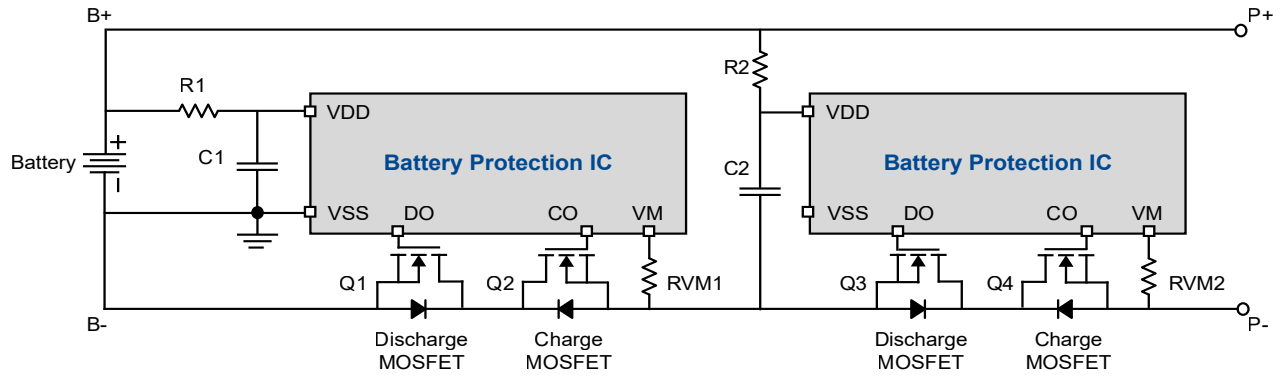 B+
P+
R2
R1
VDD
VDD
+
Battery
C1
Battery Protection IC
C2
Battery Protection IC
VSS
DO
CO
VM
VSS
DO
CO
VM
Q1
Q2
RVM1
Q3
Q4
RVM2
B-
P-
Discharge
MOSFET
Charge
MOSFET
Discharge
MOSFET
Charge
MOSFET